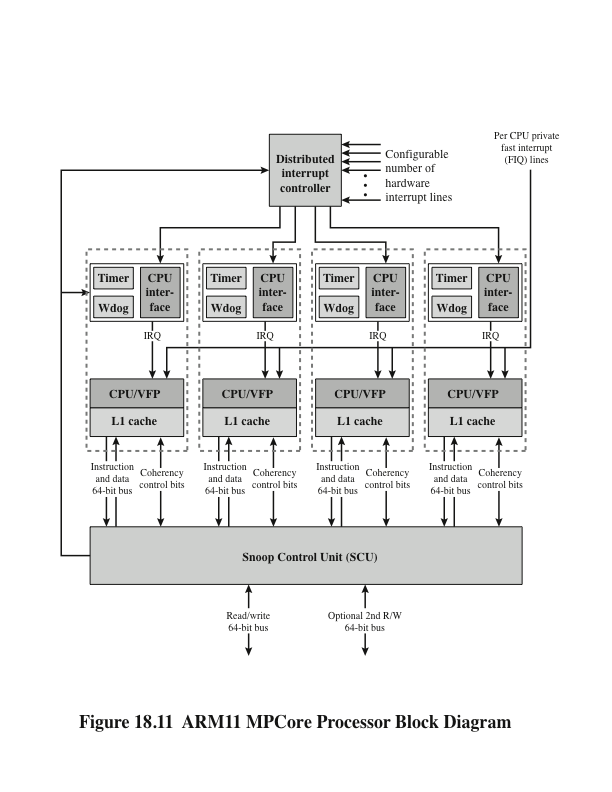 Per CPU private
fast interrupt
(FIQ) lines
Distributed
interrupt
controller
Configurable
number of
hardware
interrupt lines
Timer
Wdog
CPU
inter-
face
Timer
Wdog
CPU
inter-
face
Timer
Wdog
CPU
inter-
face
Timer
Wdog
CPU
inter-
face
IRQ
IRQ
IRQ
IRQ
CPU/VFP
L1 cache
CPU/VFP
L1 cache
CPU/VFP
L1 cache
CPU/VFP
L1 cache
Instruction
and data
64-bit bus
Coherency
control bits
Instruction
and data
64-bit bus
Coherency
control bits
Instruction
and data
64-bit bus
Coherency
control bits
Instruction
and data
64-bit bus
Coherency
control bits
Snoop Control Unit (SCU)
Read/write
64-bit bus
Optional 2nd R/W
64-bit bus
Figure 18.11 ARM11 MPCore Processor Block Diagram